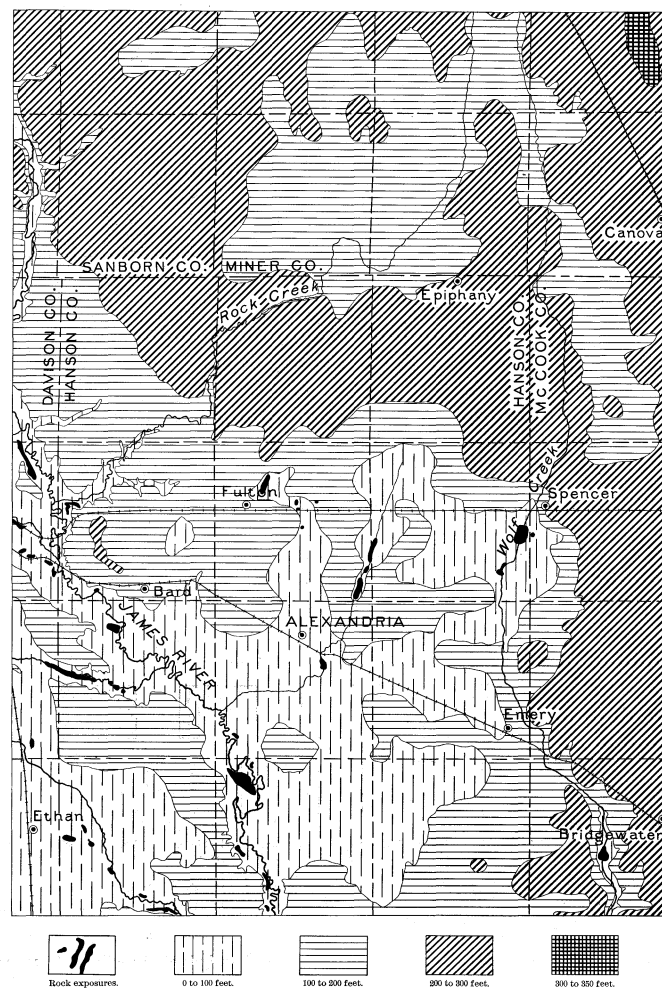 Canova
SANBORN CO. MINER CO.
Rock Creek
Epiphany
DAVISON CO.
HANSON CO.
HANSON CO.
MC COOK CO.
Fulton
Wolf Creek
Spencer
Bard
JAMES RIVER
ALEXANDRIA
Emery
Ethan
Bridgewater
Rock exposures.
0 to 100 feet.
100 to 200 feet.
200 to 300 feet.
300 to 350 feet.